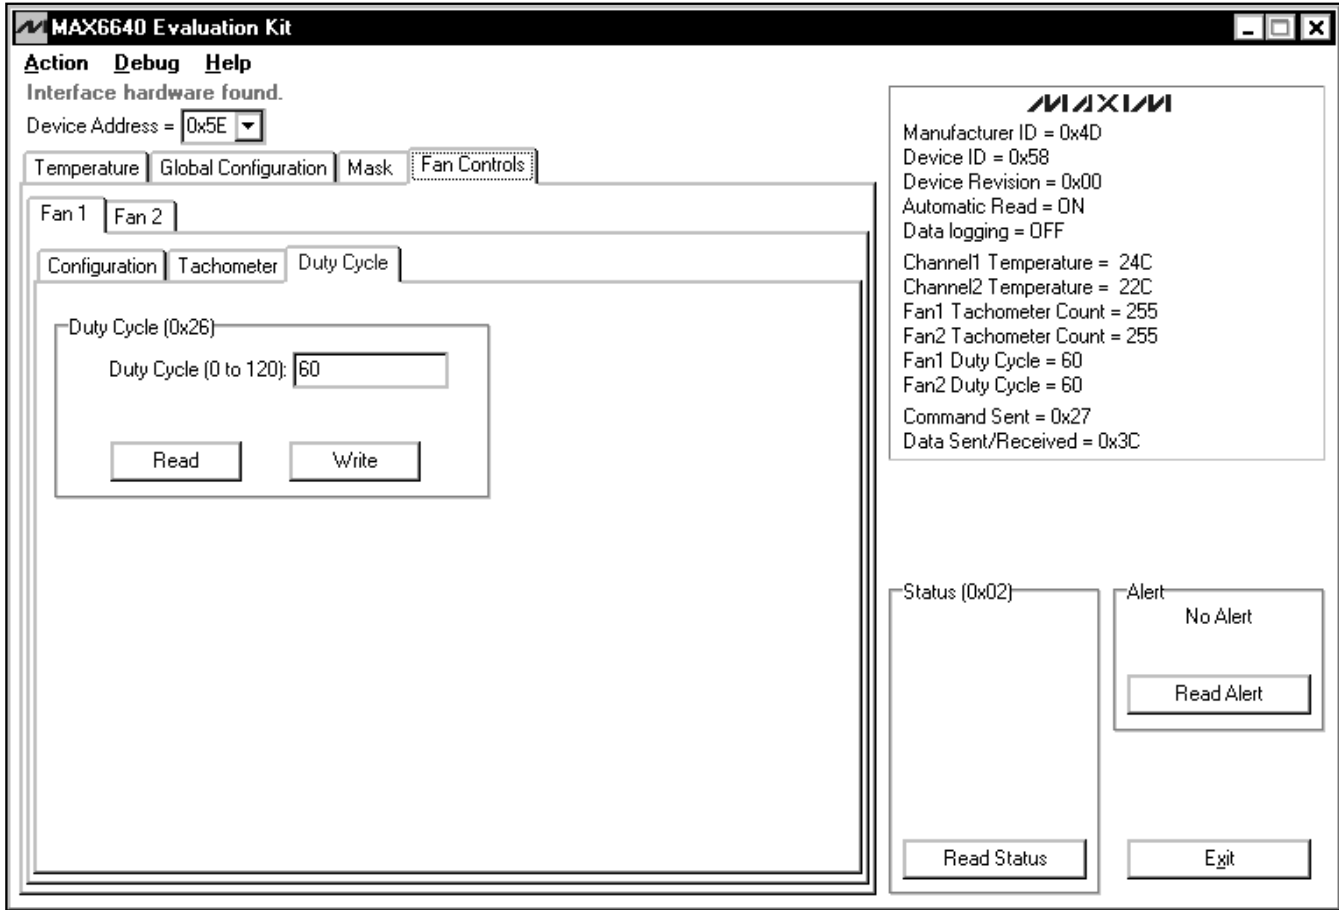 MAX6640 Evaluation Kit
Action Debug Help
Interface hardware found.
Device Address = 0x5E
Temperature Global Configuration Mask Fan Controls
Fan 1 Fan 2
Configuration Tachometer Duty Cycle
Duty Cycle (0x26)
Duty Cycle (0 to 120): 60
Read Write
MAXIM
Manufacturer ID = 0x4D
Device ID = 0x58
Device Revision = 0x00
Automatic Read = ON
Data logging = OFF
Channel1 Temperature = 24C
Channel2 Temperature = 22C
Fan1 Tachometer Count = 255
Fan2 Tachometer Count = 255
Fan1 Duty Cycle = 60
Fan2 Duty Cycle = 60
Command Sent = 0x27
Data Sent/Received = 0x3C
Status (0x02)
Read Status
Alert
No Alert
Read Alert
Exit